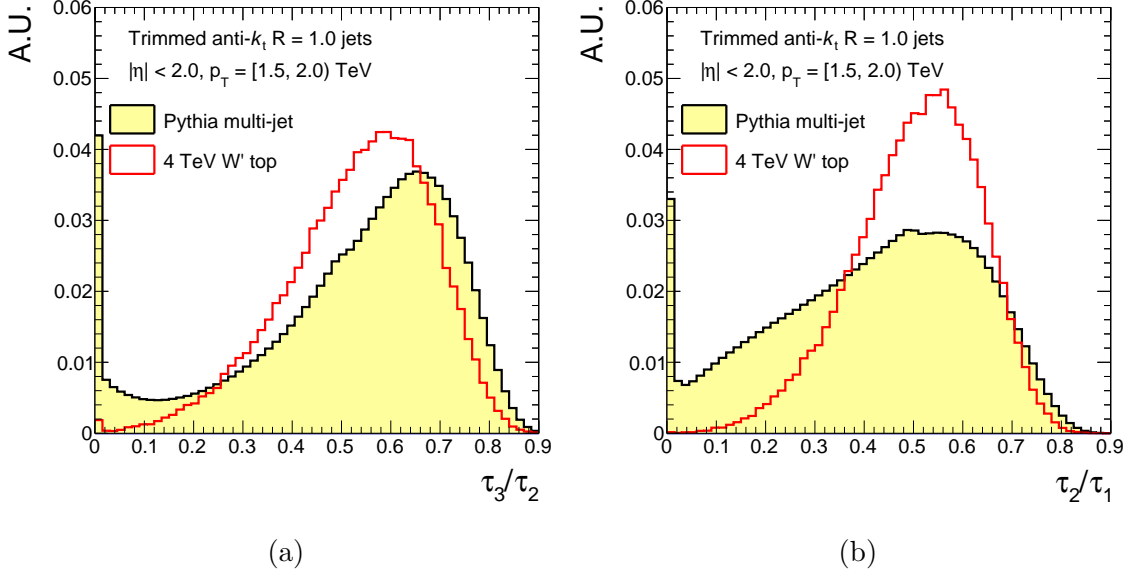 A.U.
0.06
0.05
0.04
0.03
0.02
0.01
0
Trimmed anti-kₜ R = 1.0 jets
|η| < 2.0, p_T = [1.5, 2.0) TeV
Pythia multi-jet
4 TeV W' top
0 0.1 0.2 0.3 0.4 0.5 0.6 0.7 0.8 0.9
τ₃/τ₂
(a)
A.U.
0.06
0.05
0.04
0.03
0.02
0.01
0
Trimmed anti-kₜ R = 1.0 jets
|η| < 2.0, p_T = [1.5, 2.0) TeV
Pythia multi-jet
4 TeV W' top
0 0.1 0.2 0.3 0.4 0.5 0.6 0.7 0.8 0.9
τ₂/τ₁
(b)